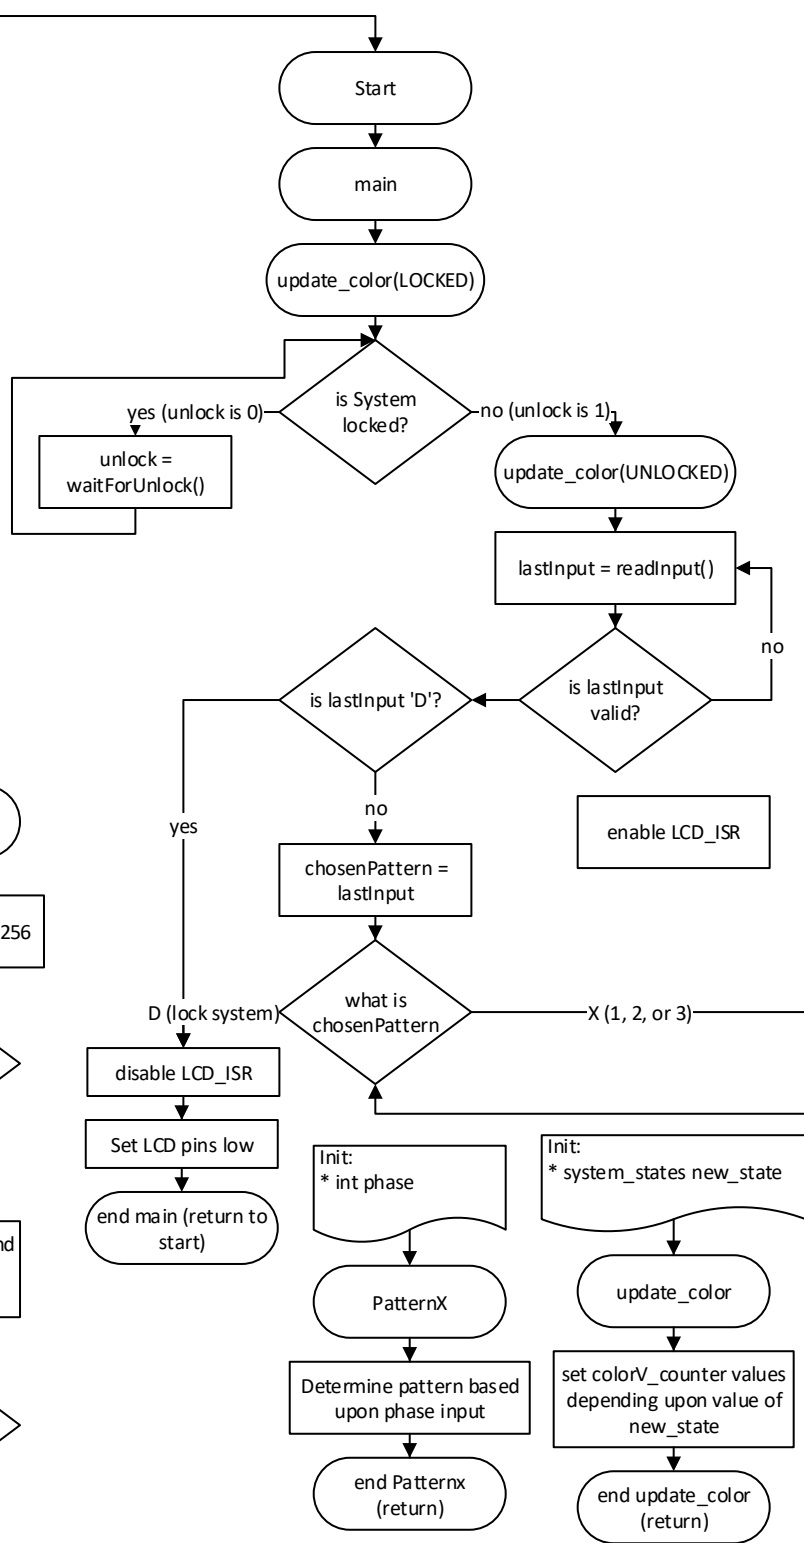 Start
main
update_color(LOCKED)
is System
locked?
yes (unlock is 0)
no (unlock is 1)
unlock =
waitForUnlock()
update_color(UNLOCKED)
lastInput = readInput()
no
is lastInput 'D'?
is lastInput
valid?
yes
no
enable LCD_ISR
chosenPattern =
lastInput
256
D (lock system)
what is
chosenPattern
X (1, 2, or 3)
disable LCD_ISR
Set LCD pins low
end main (return to
start)
Init:
* int phase
Init:
* system_states new_state
nd
PatternX
update_color
Determine pattern based
upon phase input
set colorV_counter values
depending upon value of
new_state
end Patternx
(return)
end update_color
(return)